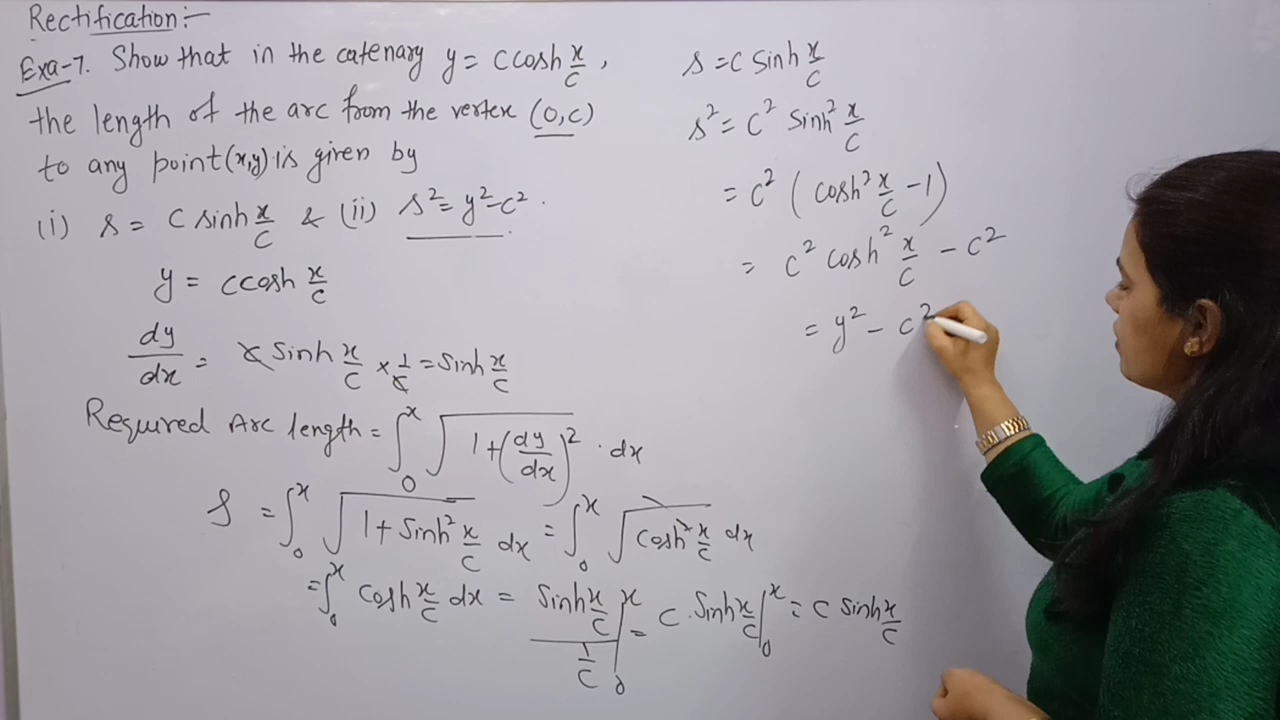 Rectification:-
Exa-7. Show that in the catenary y = c cosh x/c ,
the length of the arc from the vertex (0,c)
to any point (x,y) is given by
(i) s = c sinh x/c & (ii) s² = y² - c² .
y = c cosh x/c
dy/dx = c sinh x/c × 1/c = sinh x/c
Required Arc length = ∫₀ˣ √(1+(dy/dx)²) · dx
S = ∫₀ˣ √(1 + sinh² x/c) dx = ∫₀ˣ √(cosh² x/c) dx
= ∫₀ˣ cosh x/c dx = (sinh x/c)/(1/c) |₀ˣ = c · sinh x/c |₀ˣ = c sinh x/c
s = c sinh x/c
s² = c² sinh² x/c
= c² (cosh² x/c - 1)
= c² cosh² x/c - c²
= y² - c²